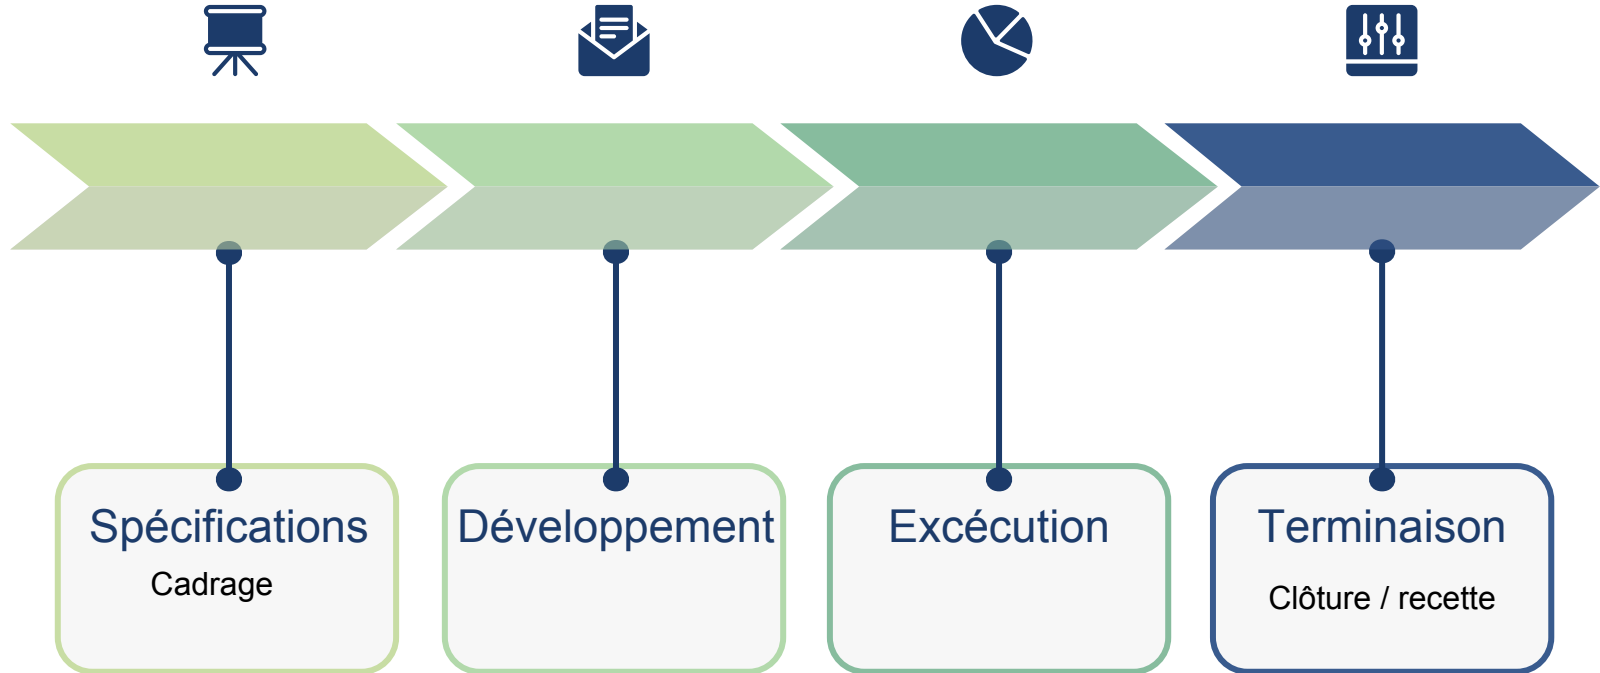 Spécifications
Cadrage
Développement
Excécution
Terminaison
Clôture / recette